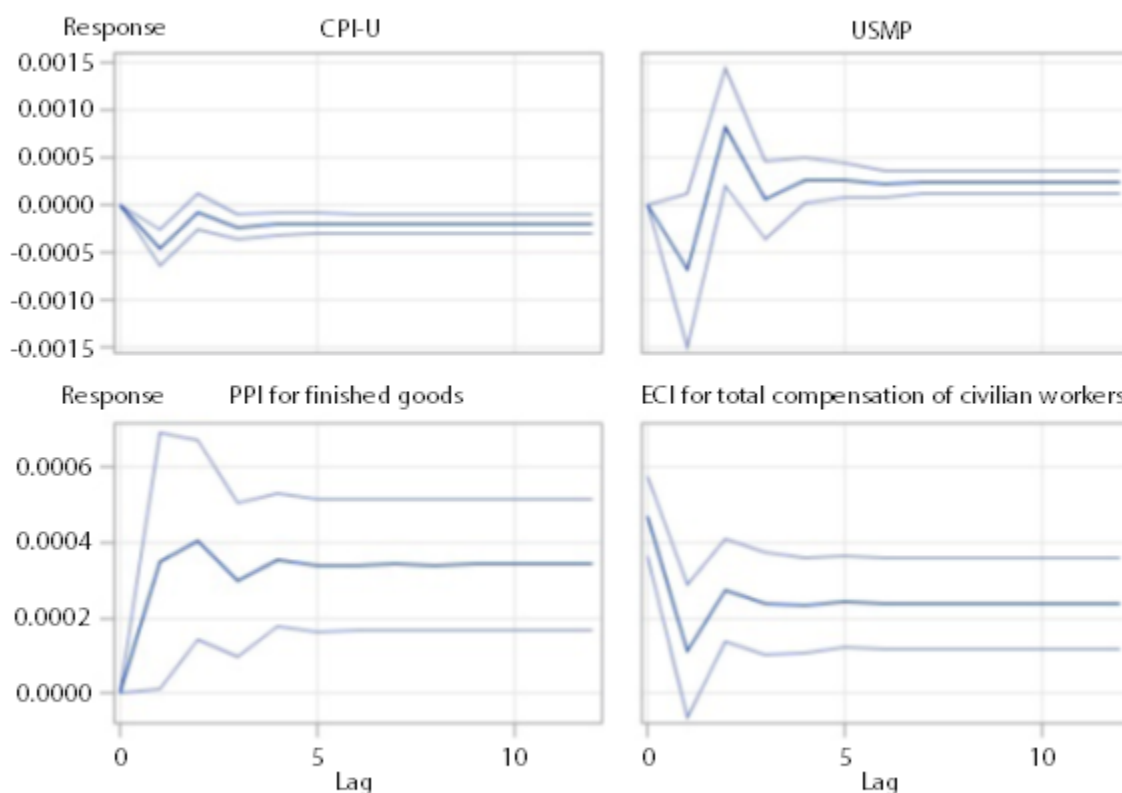 Response
CPI-U
USMP
0.0015
0.0010
0.0005
0.0000
-0.0005
-0.0010
-0.0015
Response
PPI for finished goods
ECI for total compensation of civilian workers
0.0006
0.0004
0.0002
0.0000
0 5 10
0 5 10
Lag
Lag